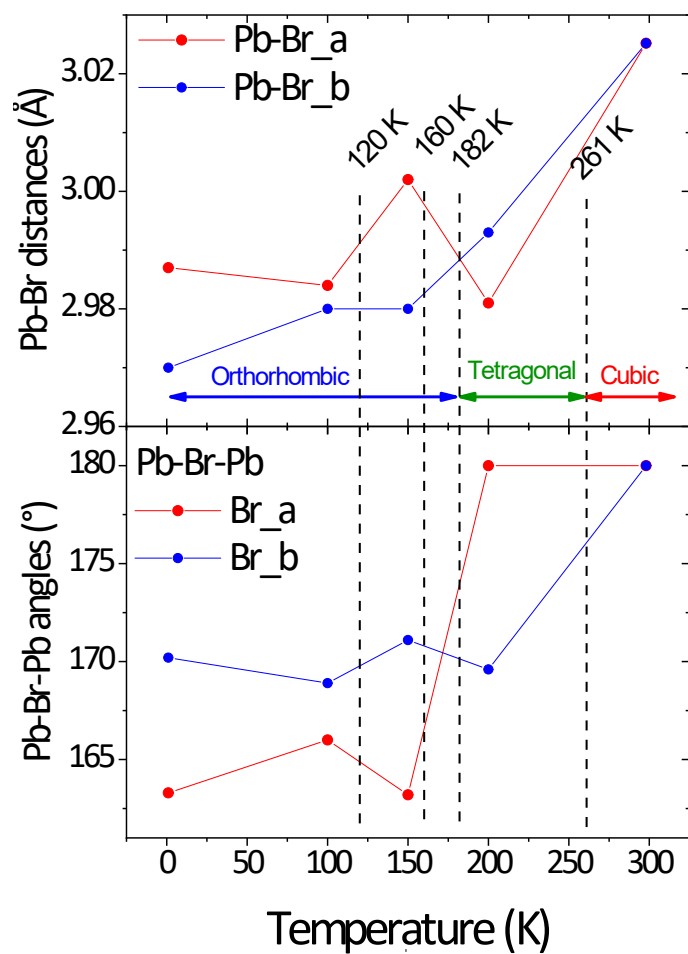 Pb-Br_a
Pb-Br_b
120 K
160 K
182 K
261 K
Pb-Br distances (Å)
3.02
3.00
2.98
2.96
Orthorhombic
Tetragonal
Cubic
Pb-Br-Pb
Br_a
Br_b
Pb-Br-Pb angles (°)
180
175
170
165
0 50 100 150 200 250 300
Temperature (K)